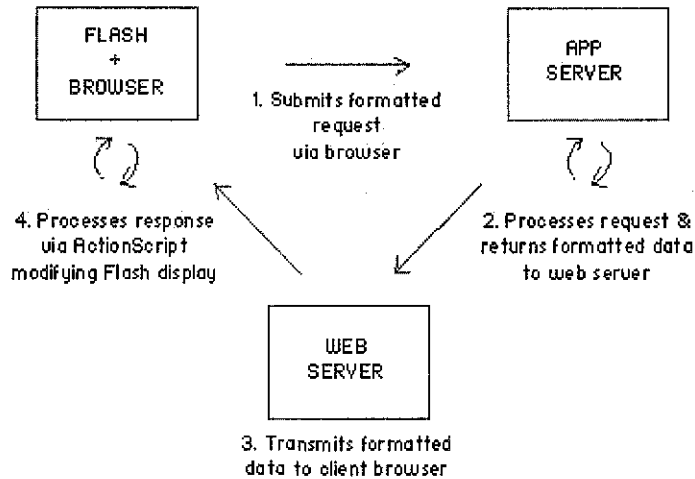 FLASH
+
BROWSER
APP
SERVER
1. Submits formatted
request
via browser
4. Processes response
via ActionScript
modifying Flash display
2. Processes request &
returns formatted data
to web server
WEB
SERVER
3. Transmits formatted
data to client browser